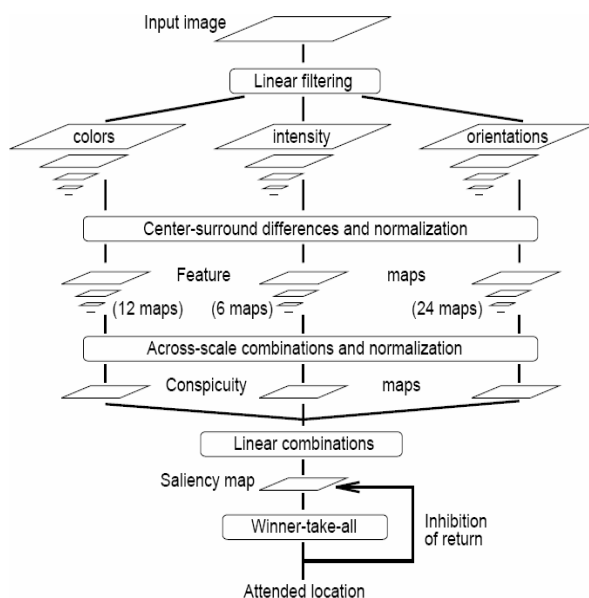 Input image
Linear filtering
colors intensity orientations
Center-surround differences and normalization
Feature maps
(12 maps) (6 maps) (24 maps)
Across-scale combinations and normalization
Conspicuity maps
Linear combinations
Saliency map
Winner-take-all
Inhibition
of return
Attended location